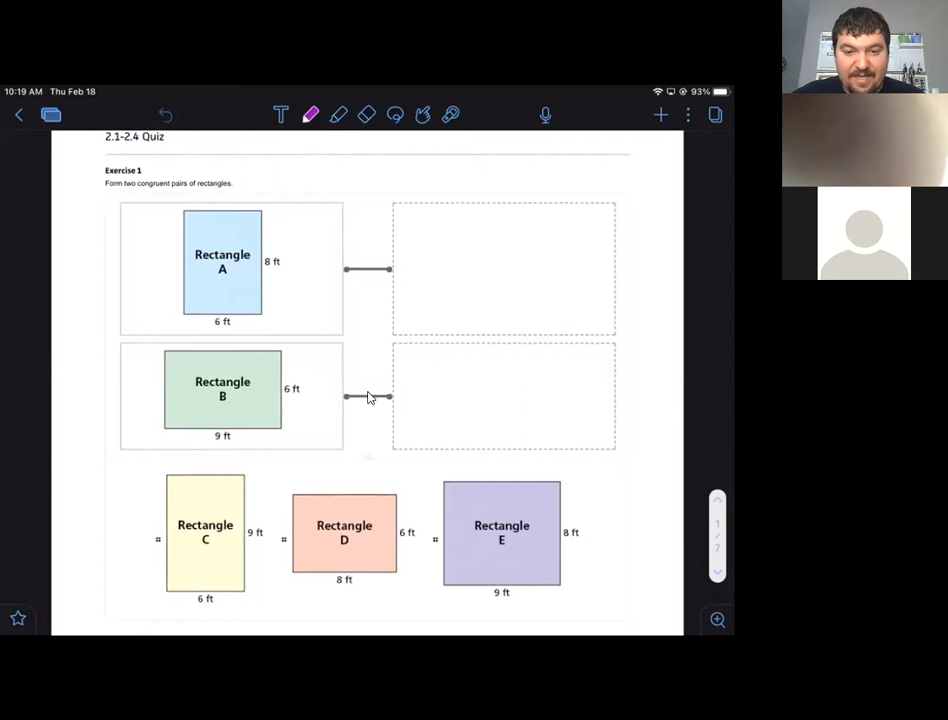 10:19 AM Thu Feb 18
93%
2.1-2.4 Quiz
Exercise 1
Form two congruent pairs of rectangles.
Rectangle
A
8 ft
6 ft
Rectangle
B
6 ft
9 ft
Rectangle
C
9 ft
6 ft
Rectangle
D
6 ft
8 ft
Rectangle
E
8 ft
9 ft
1
/
7